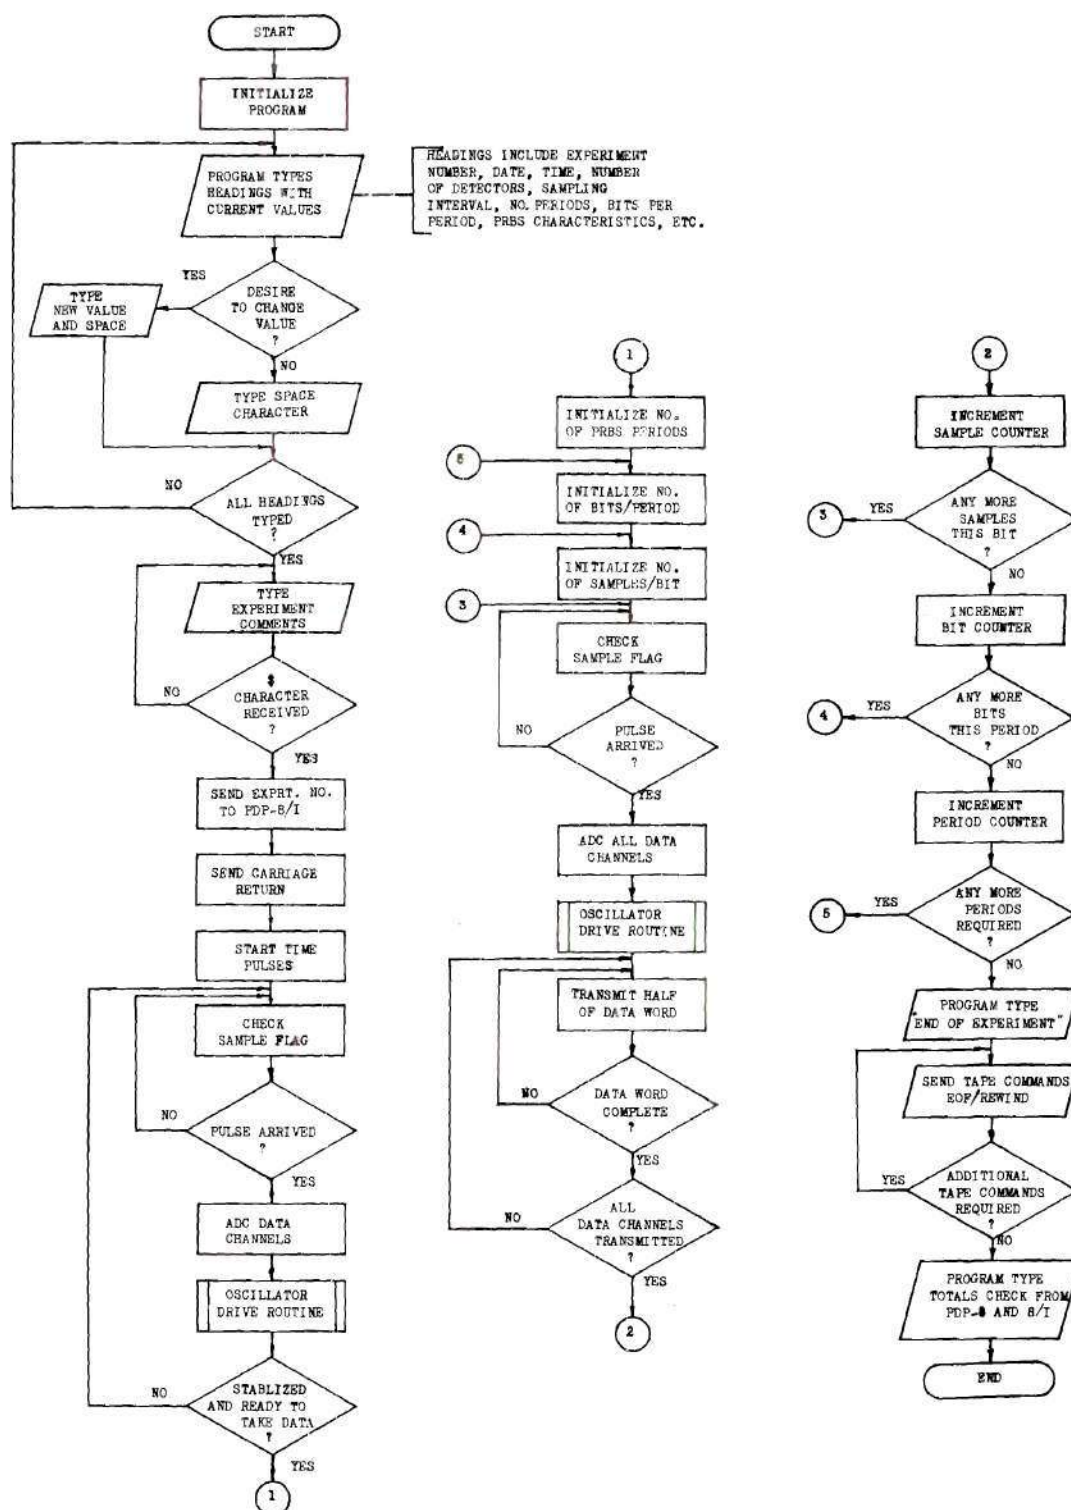 START
INITIALIZE
PROGRAM
PROGRAM TYPES
HEADINGS WITH
CURRENT VALUES
HEADINGS INCLUDE EXPERIMENT
NUMBER, DATE, TIME, NUMBER
OF DETECTORS, SAMPLING
INTERVAL, NO. PERIODS, BITS PER
PERIOD, PRBS CHARACTERISTICS, ETC.
YES
DESIRE
TO CHANGE
VALUE
?
TYPE
NEW VALUE
AND SPACE
NO
TYPE SPACE
CHARACTER
NO
ALL HEADINGS
TYPED
?
YES
TYPE
EXPERIMENT
COMMENTS
$
CHARACTER
RECEIVED
?
NO
YES
SEND EXPRT. NO.
TO PDP-8/I
SEND CARRIAGE
RETURN
START TIME
PULSES
CHECK
SAMPLE FLAG
NO
PULSE ARRIVED
?
YES
ADC DATA
CHANNELS
OSCILLATOR
DRIVE ROUTINE
NO
STABLIZED
AND READY TO
TAKE DATA
?
YES
1
1
INITIALIZE NO.
OF PRBS PERIODS
5
INITIALIZE NO.
OF BITS/PERIOD
4
INITIALIZE NO.
OF SAMPLES/BIT
3
CHECK
SAMPLE FLAG
NO
PULSE
ARRIVED
?
YES
ADC ALL DATA
CHANNELS
OSCILLATOR
DRIVE ROUTINE
TRANSMIT HALF
OF DATA WORD
NO
DATA WORD
COMPLETE
?
YES
NO
ALL
DATA CHANNELS
TRANSMITTED
?
YES
2
2
INCREMENT
SAMPLE COUNTER
3
YES
ANY MORE
SAMPLES
THIS BIT
?
NO
INCREMENT
BIT COUNTER
4
YES
ANY MORE
BITS
THIS PERIOD
?
NO
INCREMENT
PERIOD COUNTER
5
YES
ANY MORE
PERIODS
REQUIRED
?
NO
PROGRAM TYPE
"END OF EXPERIMENT"
SEND TAPE COMMANDS
EOF/REWIND
YES
ADDITIONAL
TAPE COMMANDS
REQUIRED
?
NO
PROGRAM TYPE
TOTALS CHECK FROM
PDP-8 AND 8/I
END